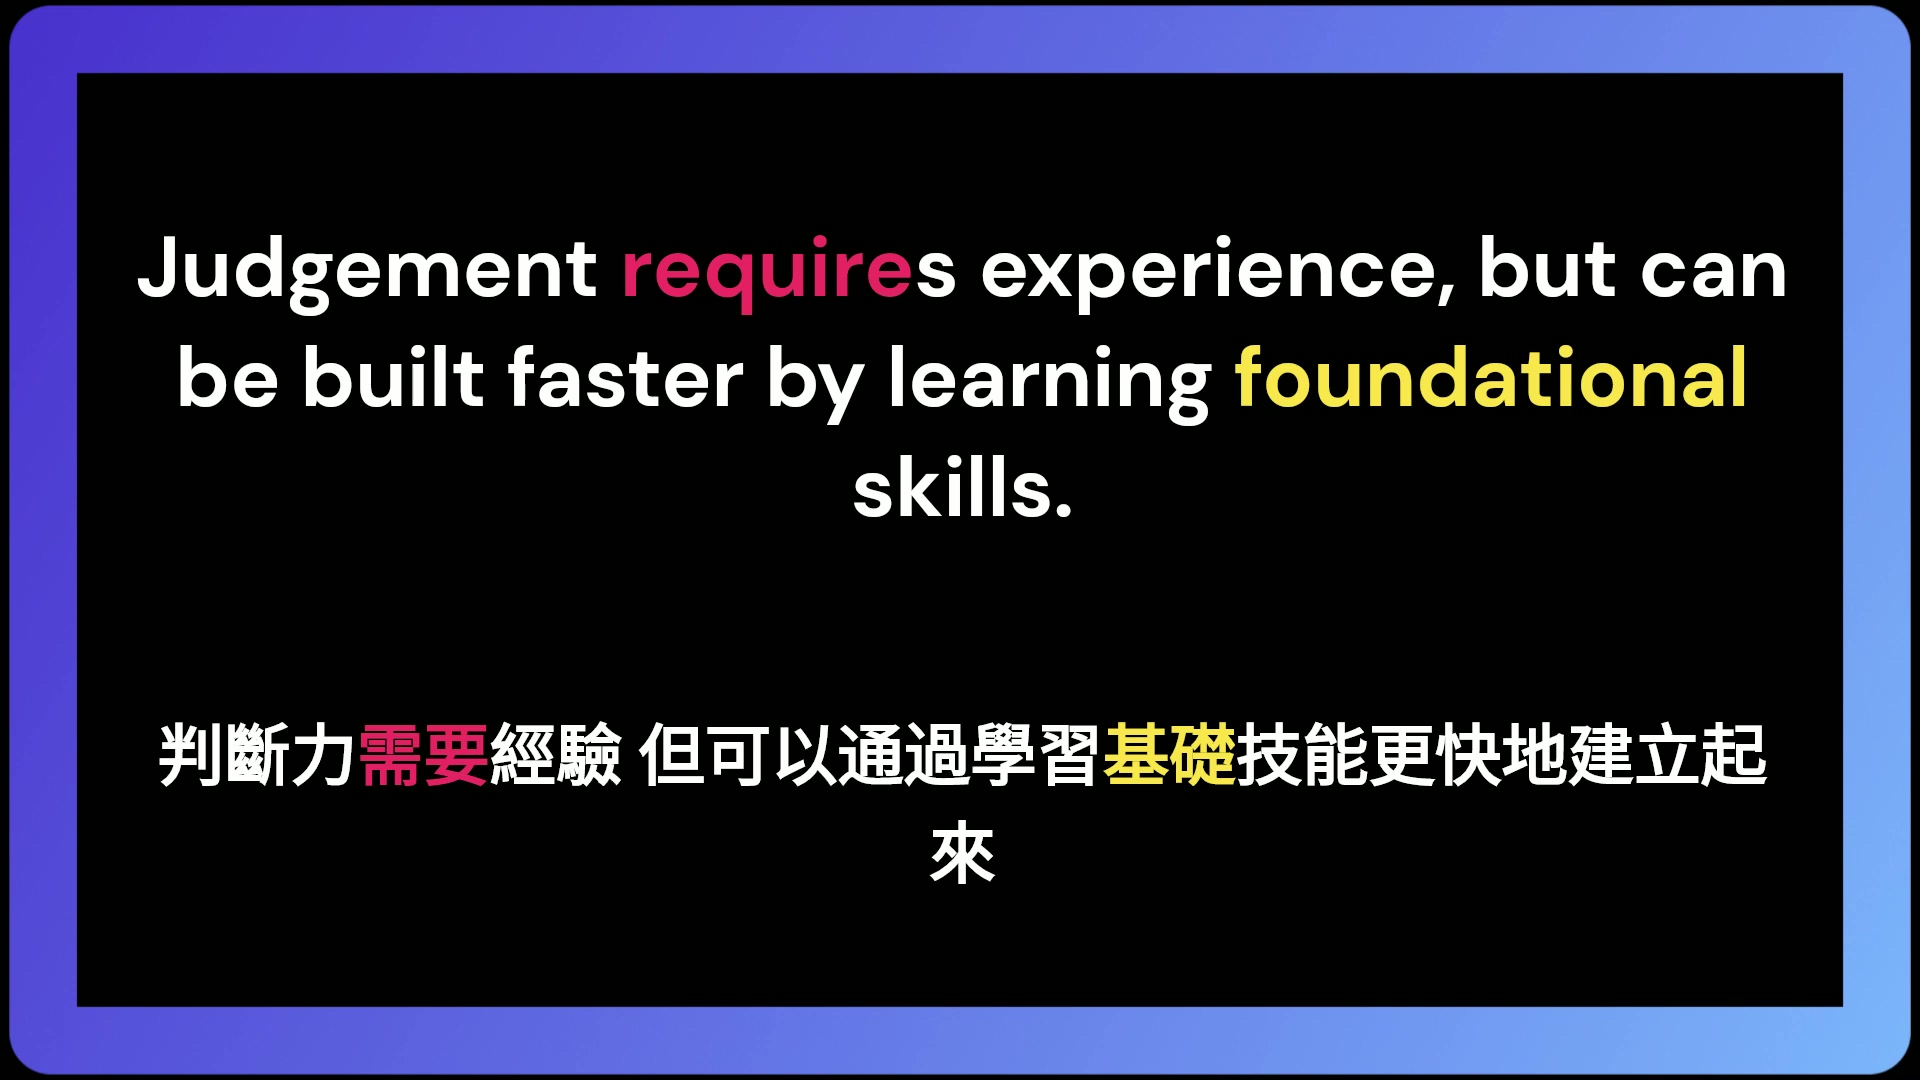 Judgement requires experience, but can
be built faster by learning foundational
skills.
判斷力需要經驗 但可以通過學習基礎技能更快地建立起
來